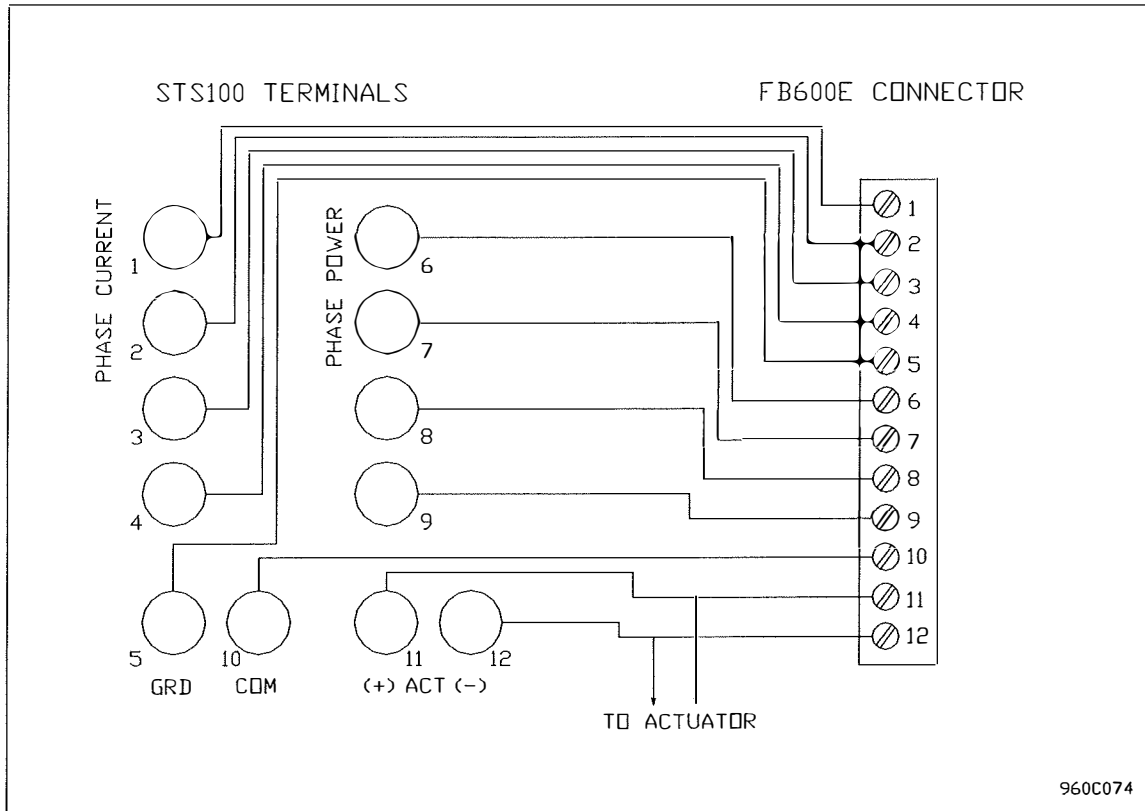 STS100 TERMINALS
FB600E CONNECTOR
PHASE CURRENT
1
2
3
4
PHASE POWER
6
7
8
9
1
2
3
4
5
6
7
8
9
10
11
12
5
10
11
12
GRD
COM
(+) ACT (-)
TO ACTUATOR
960C074